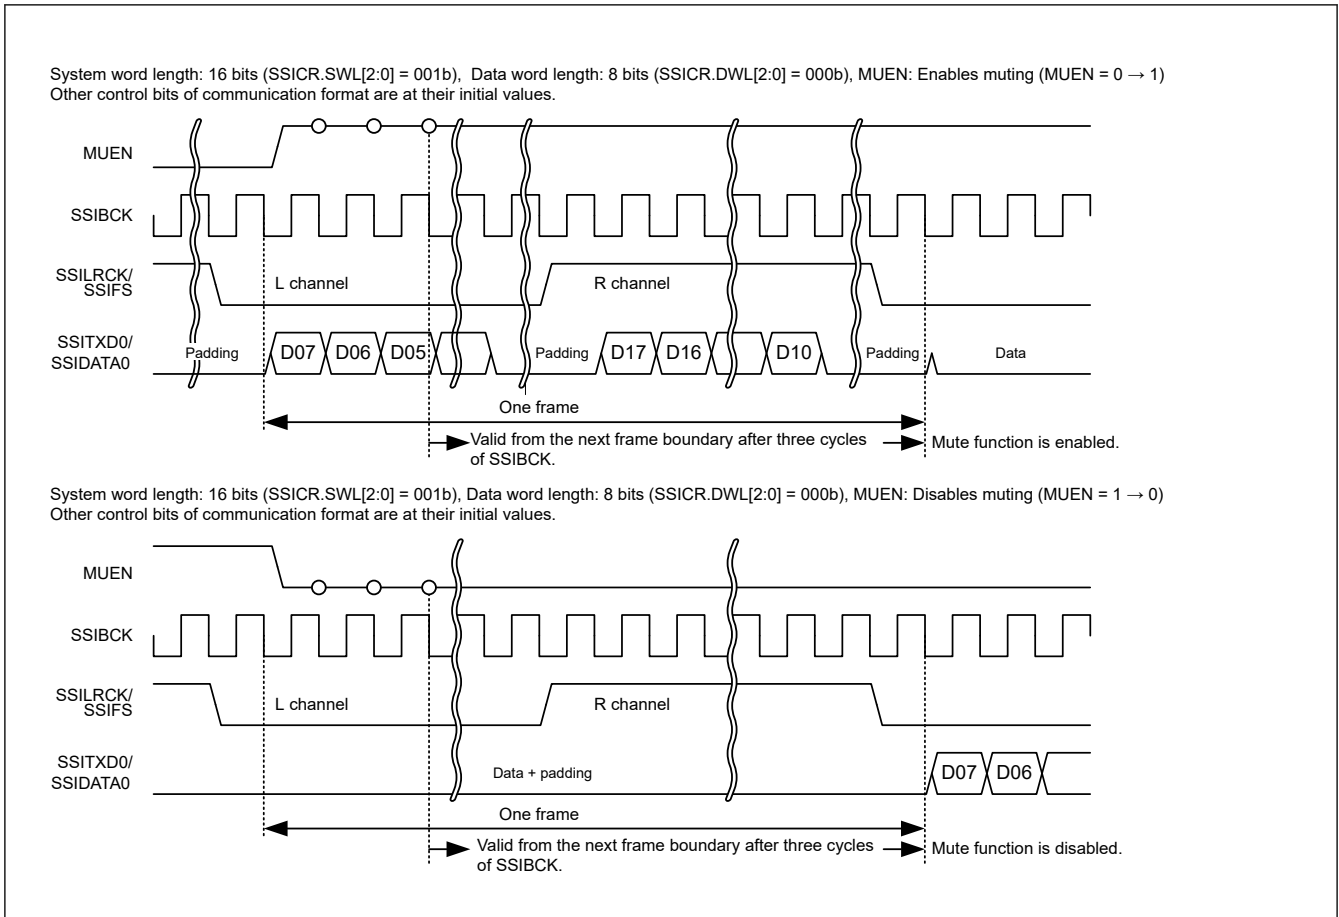 System word length: 16 bits (SSICR.SWL[2:0] = 001b),  Data word length: 8 bits (SSICR.DWL[2:0] = 000b), MUEN: Enables muting (MUEN = 0 → 1)
Other control bits of communication format are at their initial values.
MUEN
SSIBCK
SSILRCK/
SSIFS
L channel
R channel
SSITXD0/
SSIDATA0
Padding
D07
D06
D05
Padding
D17
D16
D10
Padding
Data
One frame
Valid from the next frame boundary after three cycles
of SSIBCK.
Mute function is enabled.
System word length: 16 bits (SSICR.SWL[2:0] = 001b), Data word length: 8 bits (SSICR.DWL[2:0] = 000b), MUEN: Disables muting (MUEN = 1 → 0)
Other control bits of communication format are at their initial values.
MUEN
SSIBCK
SSILRCK/
SSIFS
L channel
R channel
SSITXD0/
SSIDATA0
Data + padding
D07
D06
One frame
Valid from the next frame boundary after three cycles
of SSIBCK.
Mute function is disabled.